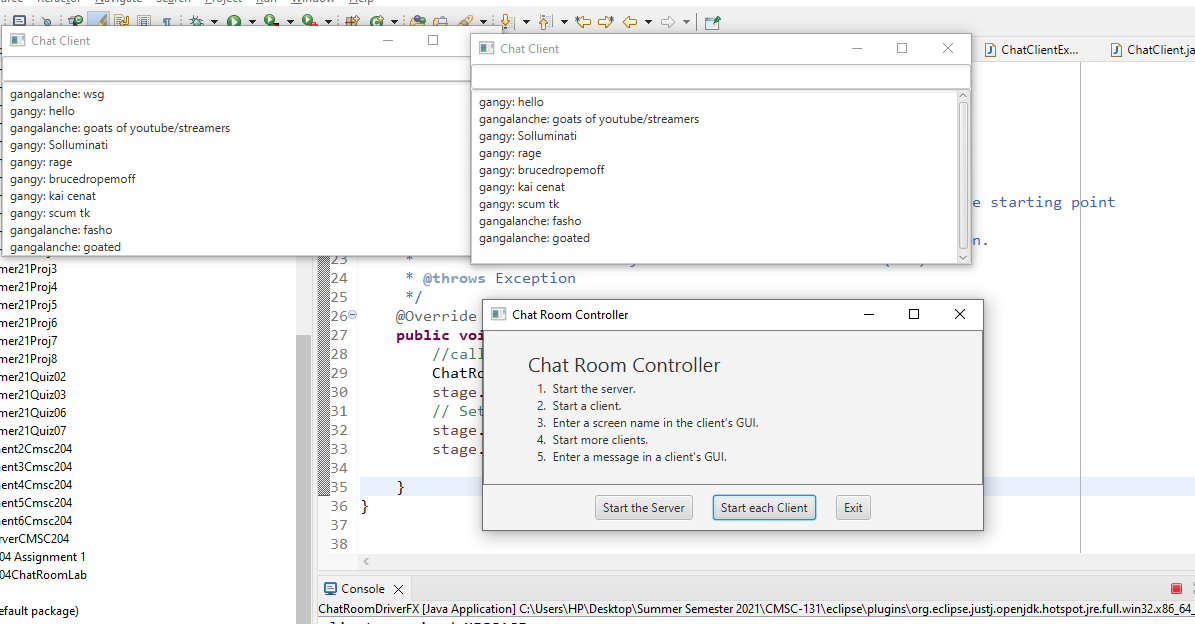 Navigate Search Project Run Window Help
Chat Client
gangalanche: wsg
gangy: hello
gangalanche: goats of youtube/streamers
gangy: Solluminati
gangy: rage
gangy: brucedropemoff
gangy: kai cenat
gangy: scum tk
gangalanche: fasho
gangalanche: goated
Chat Client
gangy: hello
gangalanche: goats of youtube/streamers
gangy: Solluminati
gangy: rage
gangy: brucedropemoff
gangy: kai cenat
gangy: scum tk
gangalanche: fasho
gangalanche: goated
ChatClientEx...
ChatClient.ja
e starting point
n.
mer21Proj3
mer21Proj4
mer21Proj5
mer21Proj6
mer21Proj7
mer21Proj8
mer21Quiz02
mer21Quiz03
mer21Quiz06
mer21Quiz07
nent2Cmsc204
nent3Cmsc204
nent4Cmsc204
nent5Cmsc204
nent6Cmsc204
rverCMSC204
04 Assignment 1
04ChatRoomLab
efault package)
23 *
24 * @throws Exception
25 */
26 @Override
27 public voi
28 //call
29 ChatRo
30 stage.
31 // Set
32 stage.
33 stage.
34
35 }
36 }
37
38
Chat Room Controller
Chat Room Controller
1. Start the server.
2. Start a client.
3. Enter a screen name in the client's GUI.
4. Start more clients.
5. Enter a message in a client's GUI.
Start the Server
Start each Client
Exit
Console
ChatRoomDriverFX [Java Application] C:\Users\HP\Desktop\Summer Semester 2021\CMSC-131\eclipse\plugins\org.eclipse.justj.openjdk.hotspot.jre.full.win32.x86_64_